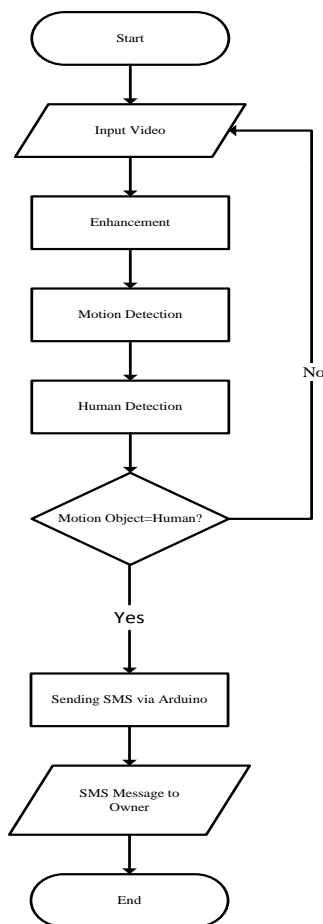 Start
Input Video
Enhancement
Motion Detection
No
Human Detection
Motion Object=Human?
Yes
Sending SMS via Arduino
SMS Message to
Owner
End